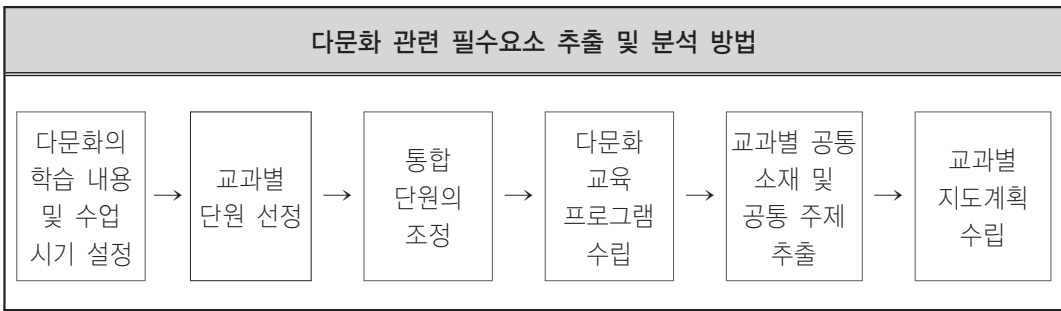 다문화 관련 필수요소 추출 및 분석 방법
다문화의
학습 내용
및 수업
시기 설정
→
교과별
단원 선정
→
통합
단원의
조정
→
다문화
교육
프로그램
수립
→
교과별 공통
소재 및
공통 주제
추출
→
교과별
지도계획
수립